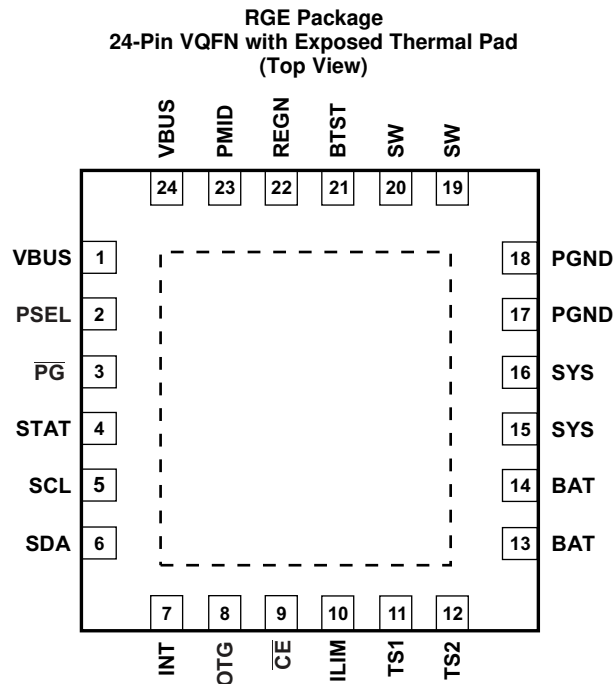 RGE Package
24-Pin VQFN with Exposed Thermal Pad
(Top View)
VBUS PMID REGN BTST SW SW
24 23 22 21 20 19
VBUS 1 18 PGND
PSEL 2 17 PGND
P̅G̅ 3 16 SYS
STAT 4 15 SYS
SCL 5 14 BAT
SDA 6 13 BAT
7 8 9 10 11 12
INT OTG C̅E̅ ILIM TS1 TS2